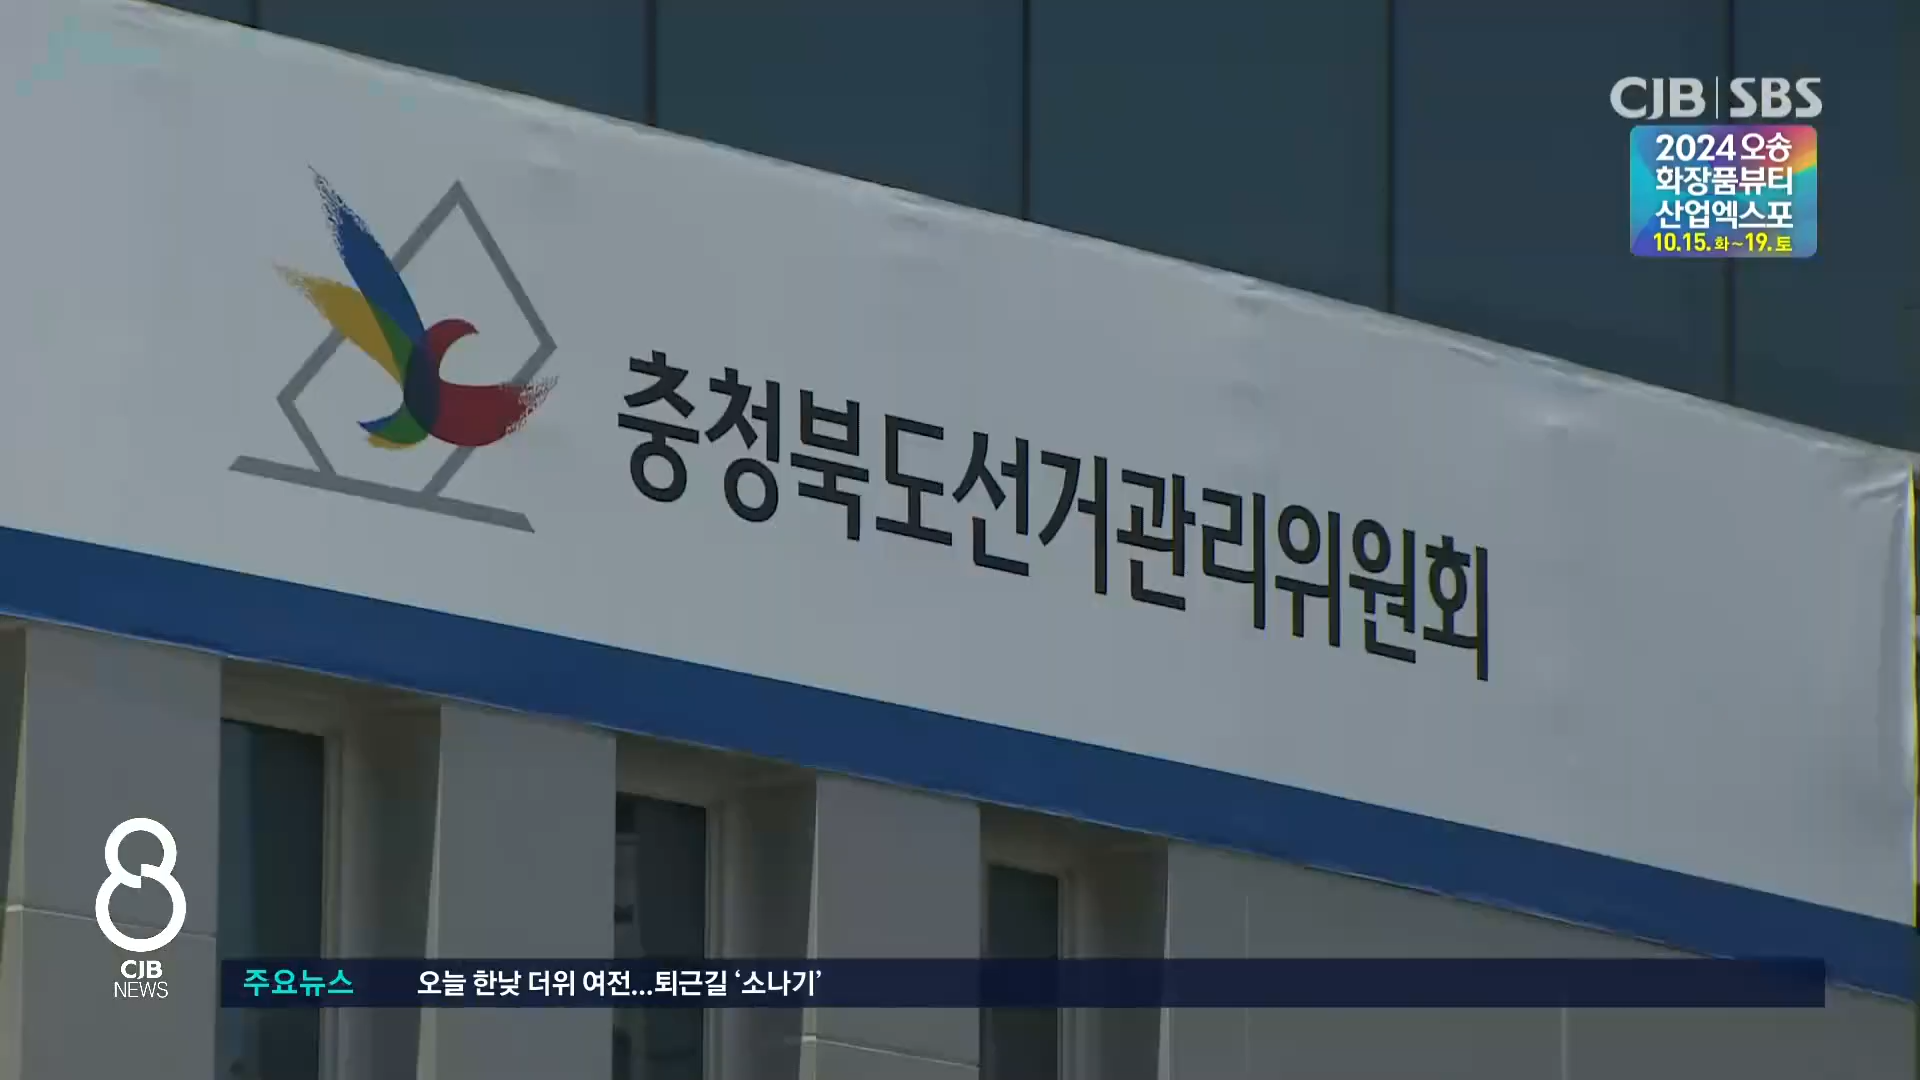 CJB | SBS
2024 오송
화장품뷰티
산업엑스포
10.15.화~19.토
충청북도선거관리위원회
8
CJB
NEWS
주요뉴스 오늘 한낮 더위 여전...퇴근길 ‘소나기’